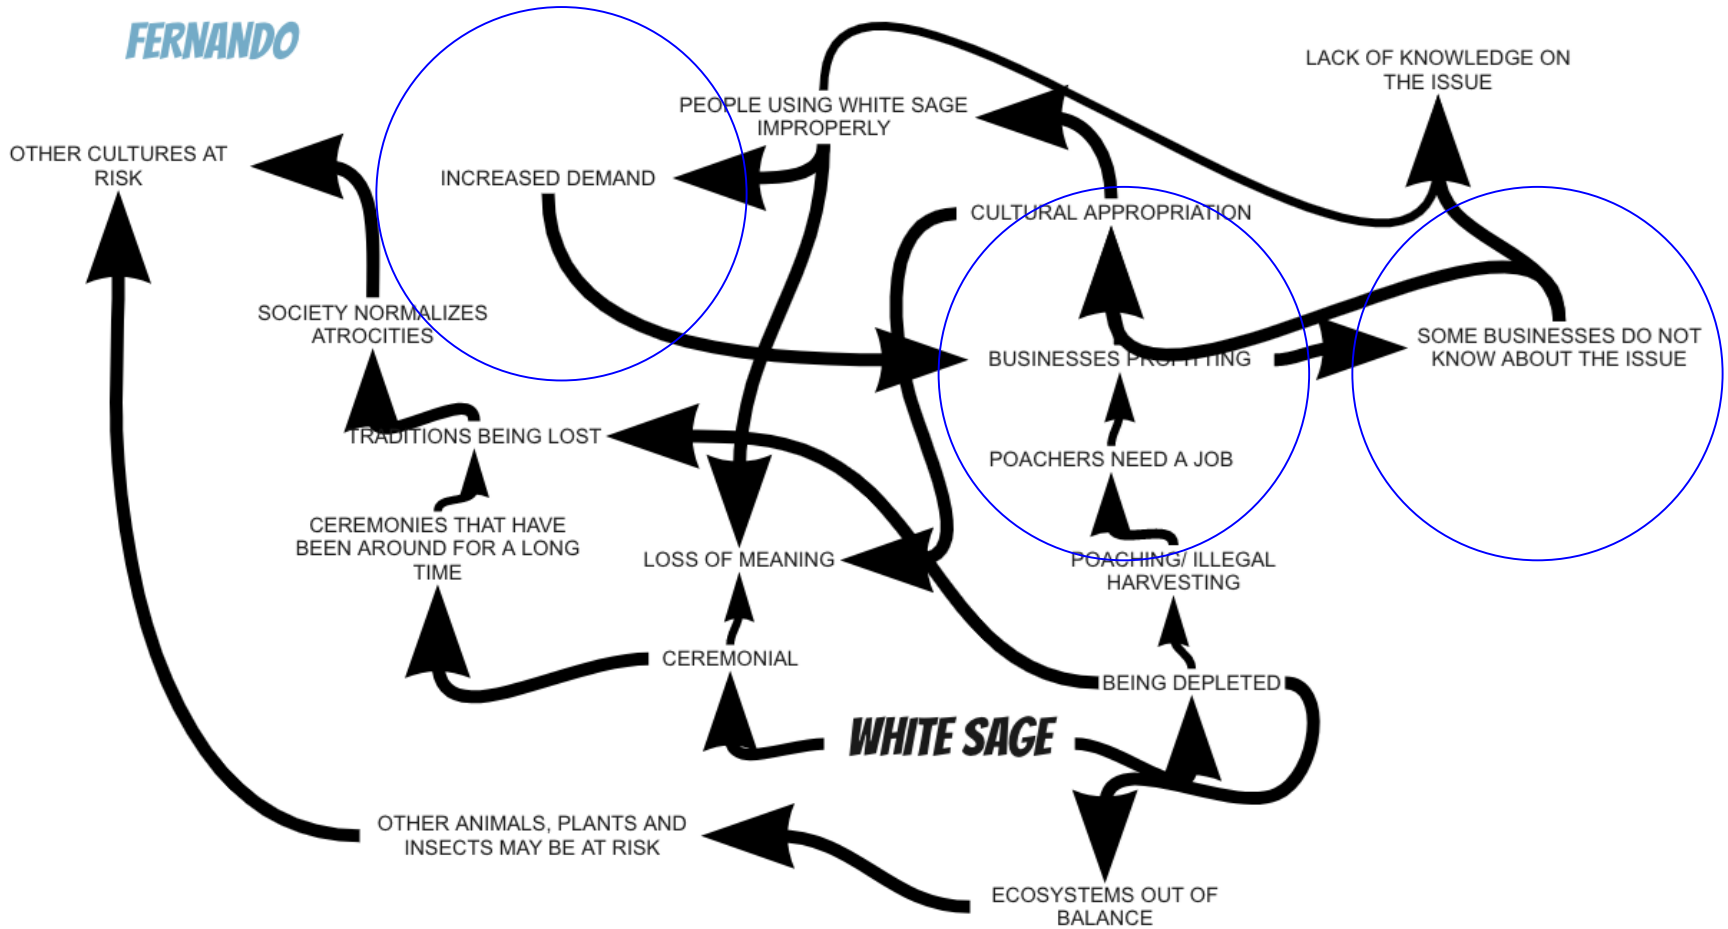 FERNANDO
LACK OF KNOWLEDGE ON
THE ISSUE
PEOPLE USING WHITE SAGE
IMPROPERLY
OTHER CULTURES AT
RISK
INCREASED DEMAND
CULTURAL APPROPRIATION
SOCIETY NORMALIZES
ATROCITIES
BUSINESSES PROFITTING
SOME BUSINESSES DO NOT
KNOW ABOUT THE ISSUE
TRADITIONS BEING LOST
POACHERS NEED A JOB
CEREMONIES THAT HAVE
BEEN AROUND FOR A LONG
TIME
LOSS OF MEANING
POACHING/ ILLEGAL
HARVESTING
CEREMONIAL
BEING DEPLETED
WHITE SAGE
OTHER ANIMALS, PLANTS AND
INSECTS MAY BE AT RISK
ECOSYSTEMS OUT OF
BALANCE